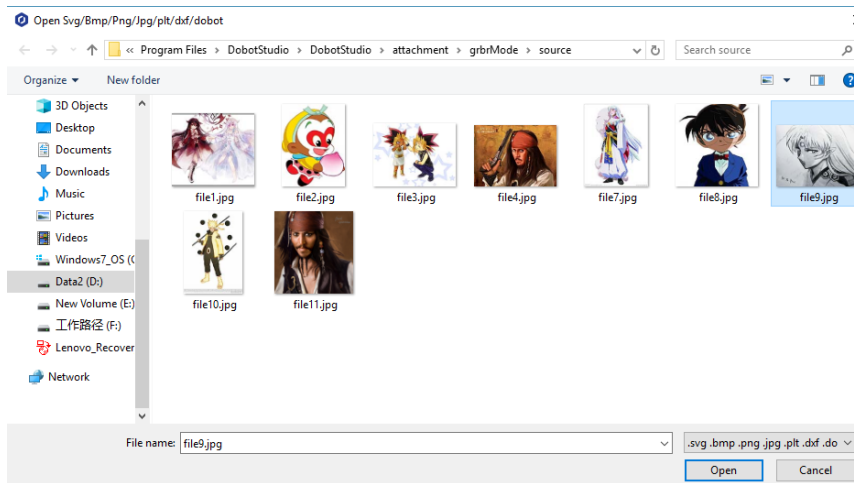 Open Svg/Bmp/Png/Jpg/plt/dxf/dobot
« Program Files > DobotStudio > DobotStudio > attachment > grbrMode > source
Search source
Organize
New folder
3D Objects
Desktop
Documents
Downloads
Music
Pictures
Videos
Windows7_OS (C
Data2 (D:)
New Volume (E:)
工作路径 (F:)
Lenovo_Recover
Network
file1.jpg
file2.jpg
file3.jpg
file4.jpg
file7.jpg
file8.jpg
file9.jpg
file10.jpg
file11.jpg
File name: file9.jpg
.svg .bmp .png .jpg .plt .dxf .do
Open
Cancel